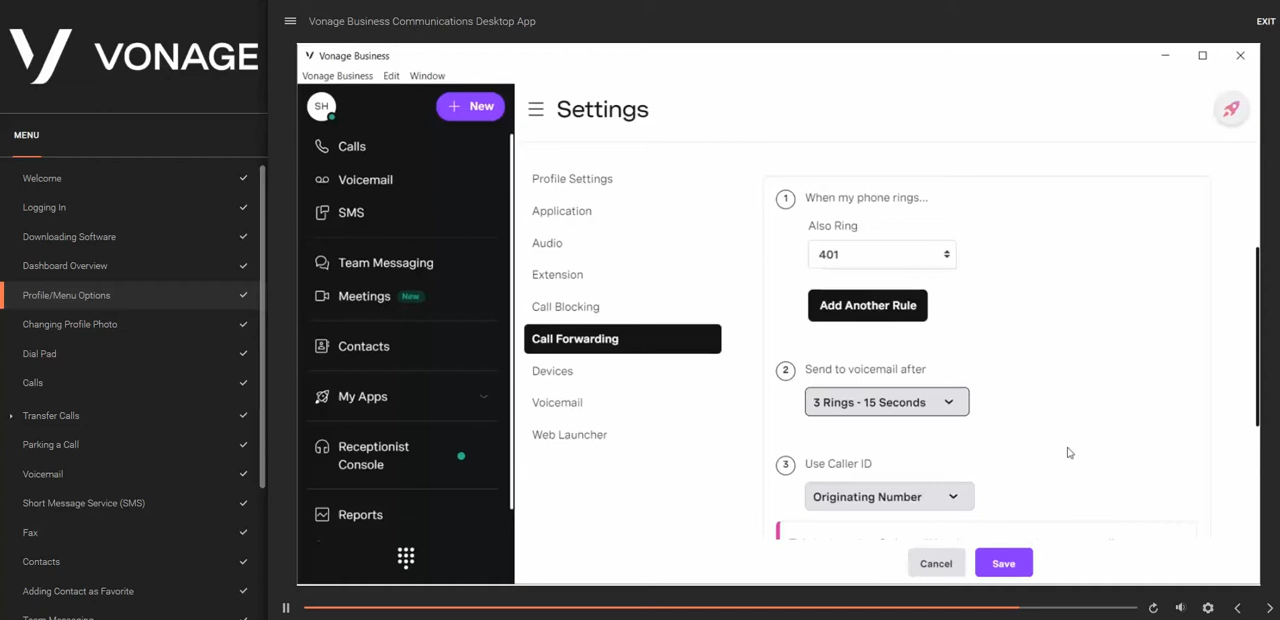 VONAGE
Vonage Business Communications Desktop App
EXIT
MENU
Welcome
Logging In
Downloading Software
Dashboard Overview
Profile/Menu Options
Changing Profile Photo
Dial Pad
Calls
Transfer Calls
Parking a Call
Voicemail
Short Message Service (SMS)
Fax
Contacts
Adding Contact as Favorite
Team Messaging
Vonage Business
Vonage Business Edit Window
SH
+ New
Calls
Voicemail
SMS
Team Messaging
Meetings New
Contacts
My Apps
Receptionist
Console
Reports
Settings
Profile Settings
Application
Audio
Extension
Call Blocking
Call Forwarding
Devices
Voicemail
Web Launcher
1 When my phone rings...
Also Ring
401
Add Another Rule
2 Send to voicemail after
3 Rings - 15 Seconds
3 Use Caller ID
Originating Number
Cancel
Save